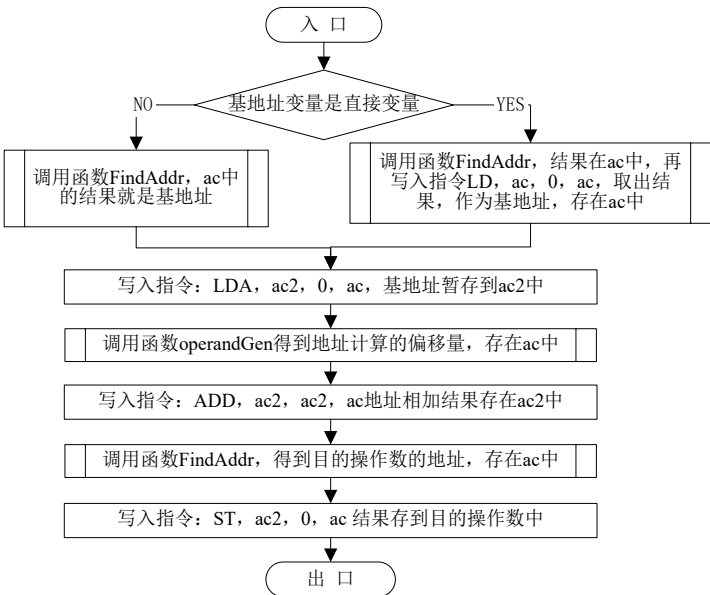 入 口
基地址变量是直接变量
NO
YES
调用函数FindAddr，ac中
的结果就是基地址
调用函数FindAddr，结果在ac中，再
写入指令LD，ac，0，ac，取出结
果，作为基地址，存在ac中
写入指令：LDA，ac2，0，ac，基地址暂存到ac2中
调用函数operandGen得到地址计算的偏移量，存在ac中
写入指令：ADD，ac2，ac2，ac地址相加结果存在ac2中
调用函数FindAddr，得到目的操作数的地址，存在ac中
写入指令：ST，ac2，0，ac 结果存到目的操作数中
出 口